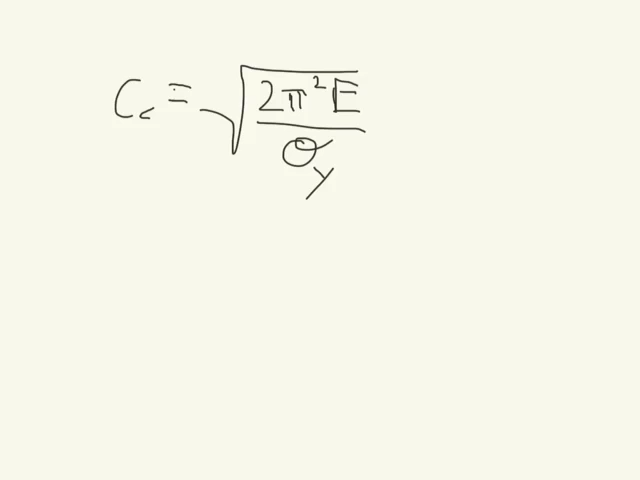 C_c = √(2π²E / σ_y)